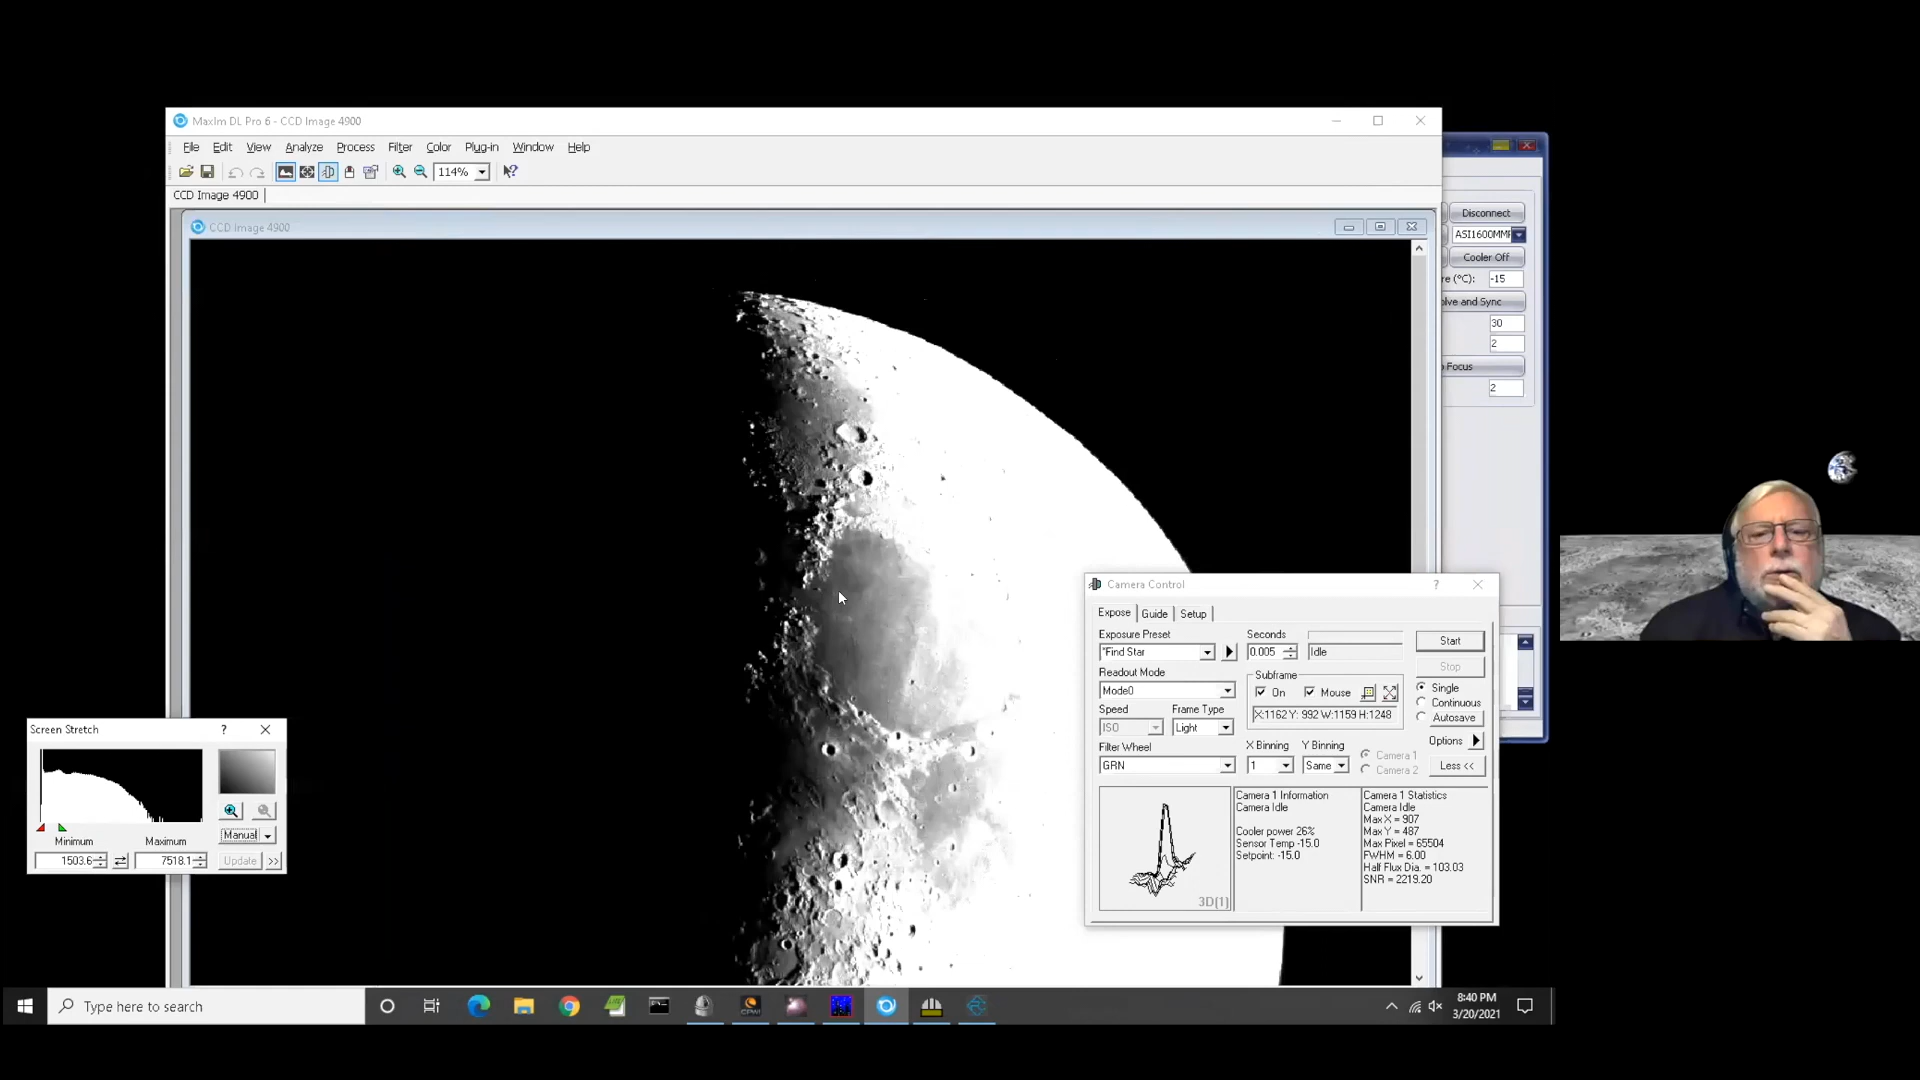 MaxIm DL Pro 6 - CCD Image 4900
File Edit View Analyze Process Filter Color Plug-in Window Help
114%
CCD Image 4900
CCD Image 4900
Disconnect
ASI1600MM
Cooler Off
re (°C): -15
olve and Sync
30
2
Focus
2
Camera Control
?
Expose Guide Setup
Exposure Preset
*Find Star
Seconds
0.005
Idle
Start
Stop
Readout Mode
Mode0
Subframe
On Mouse
X:1162 Y: 992 W:1159 H:1248
Single
Continuous
Autosave
Speed
ISO
Frame Type
Light
Options
Filter Wheel
GRN
X Binning
1
Y Binning
Same
Camera 1
Camera 2
Less <<
3D(1)
Camera 1 Information
Camera Idle
Cooler power 26%
Sensor Temp -15.0
Setpoint: -15.0
Camera 1 Statistics
Camera Idle
Max X = 907
Max Y = 487
Max Pixel = 65504
FWHM = 6.00
Half Flux Dia. = 103.03
SNR = 2219.20
Screen Stretch
?
Manual
Minimum Maximum
1503.6 7518.1
Update >>
Type here to search
CPWI
8:40 PM
3/20/2021